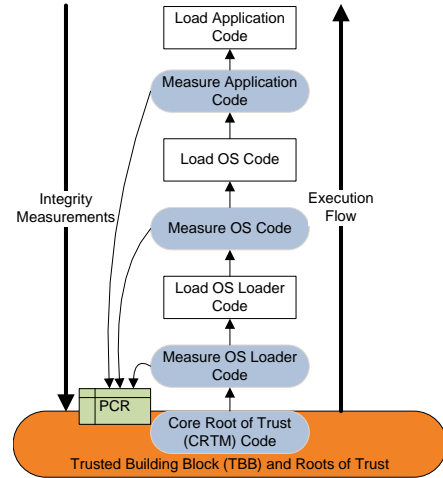 Load Application
Code
Measure Application
Code
Load OS Code
Integrity
Measurements
Execution
Flow
Measure OS Code
Load OS Loader
Code
Measure OS Loader
Code
PCR
Core Root of Trust
(CRTM) Code
Trusted Building Block (TBB) and Roots of Trust